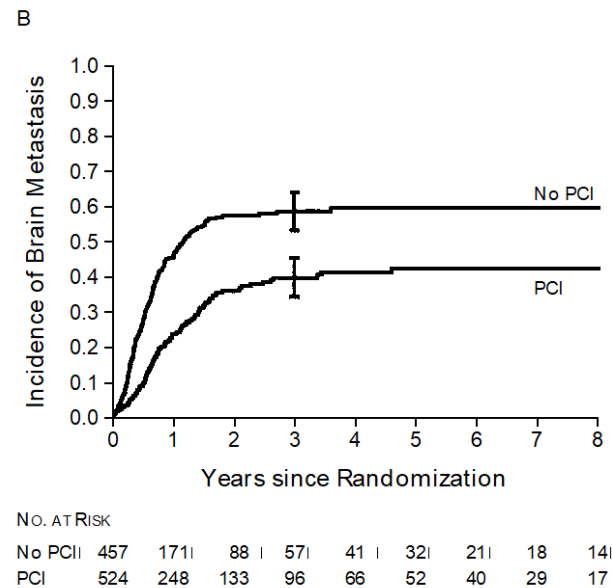 B
1.0
0.9
0.8
0.7
0.6
0.5
0.4
0.3
0.2
0.1
0.0
Incidence of Brain Metastasis
No PCI
PCI
0 1 2 3 4 5 6 7 8
Years since Randomization
NO. AT RISK
No PCI 457 171 88 57 41 32 21 18 14
PCI 524 248 133 96 66 52 40 29 17